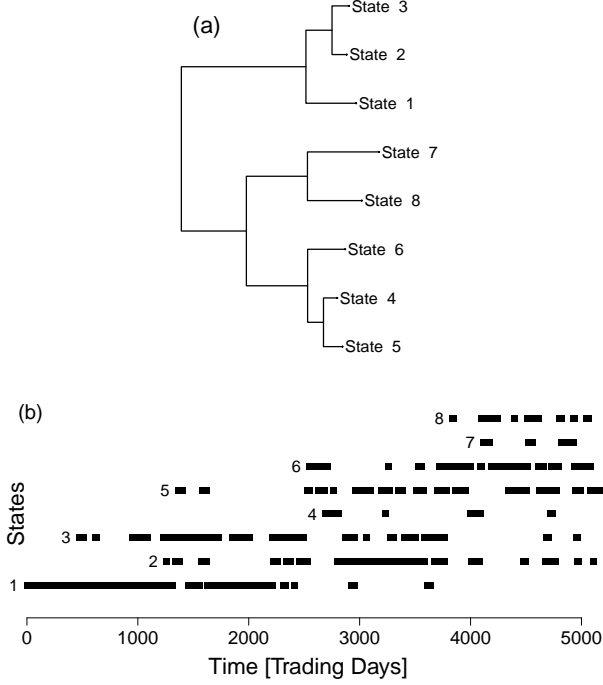 (a)
State 3
State 2
State 1
State 7
State 8
State 6
State 4
State 5
(b)
8
7
6
5
4
3
2
1
States
0 1000 2000 3000 4000 5000
Time [Trading Days]